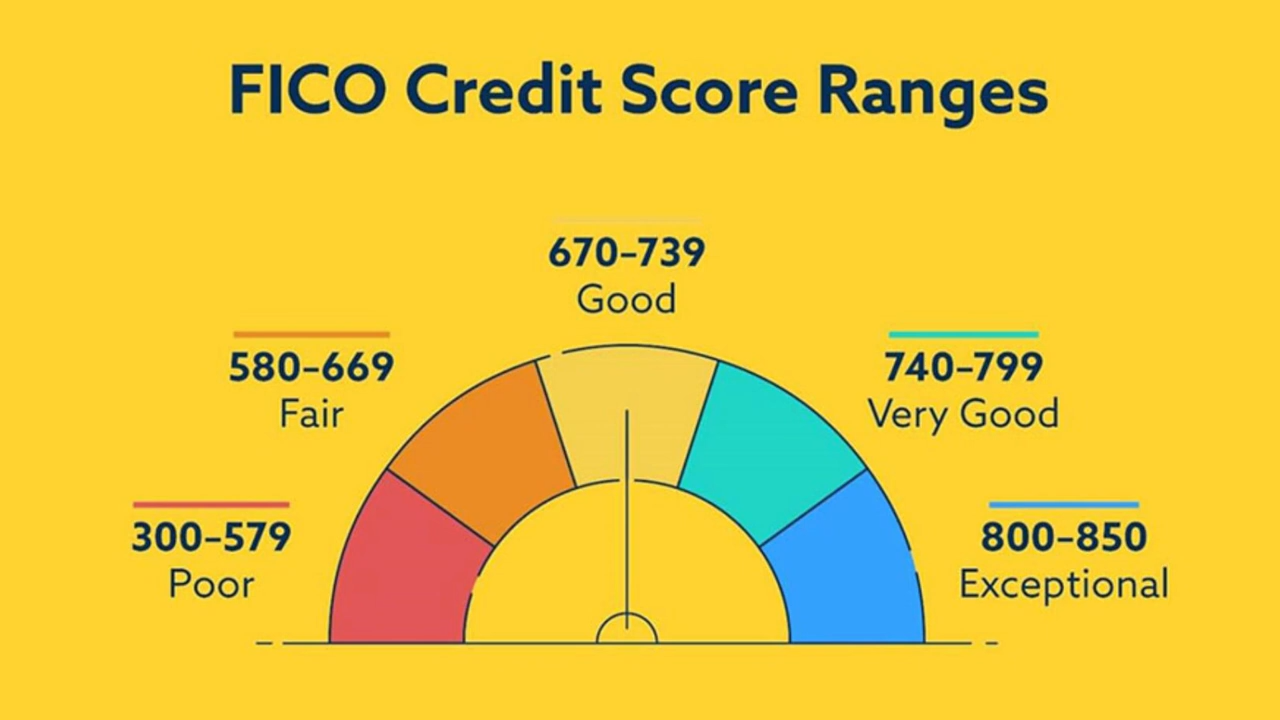 FICO Credit Score Ranges
670–739
Good
580–669
Fair
740–799
Very Good
300–579
Poor
800–850
Exceptional